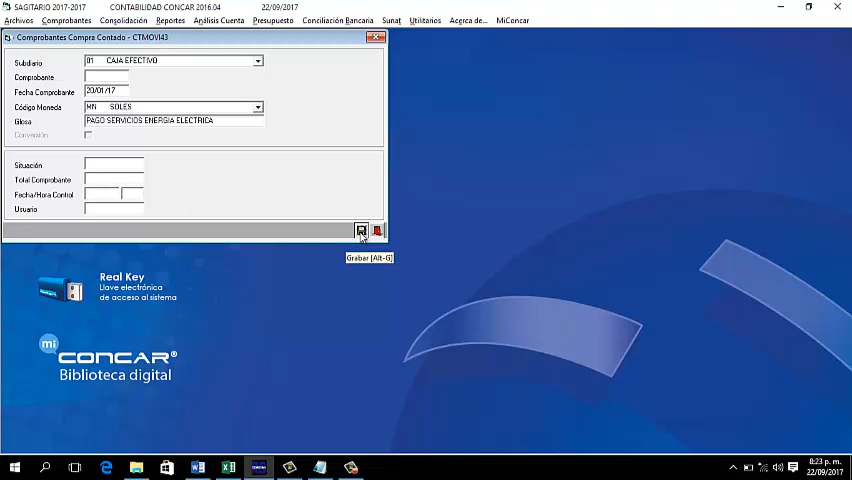 SAGITARIO 2017-2017 CONTABILIDAD CONCAR 2016.04 22/09/2017
Archivos Comprobantes Consolidación Reportes Análisis Cuenta Presupuesto Conciliación Bancaria Sunat Utilitarios Acerca de... MiConcar
Comprobantes Compra Contado - CTMOVI43
Subdiario 01 CAJA EFECTIVO
Comprobante
Fecha Comprobante 20/01/17
Código Moneda MN SOLES
Glosa PAGO SERVICIOS ENERGIA ELECTRICA
Conversión
Situación
Total Comprobante
Fecha/Hora Control
Usuario
Grabar [Alt-G]
Real Key
Llave electrónica
de acceso al sistema
mi
CONCAR®
Biblioteca digital
CONCAR
8:23 p. m.
22/09/2017